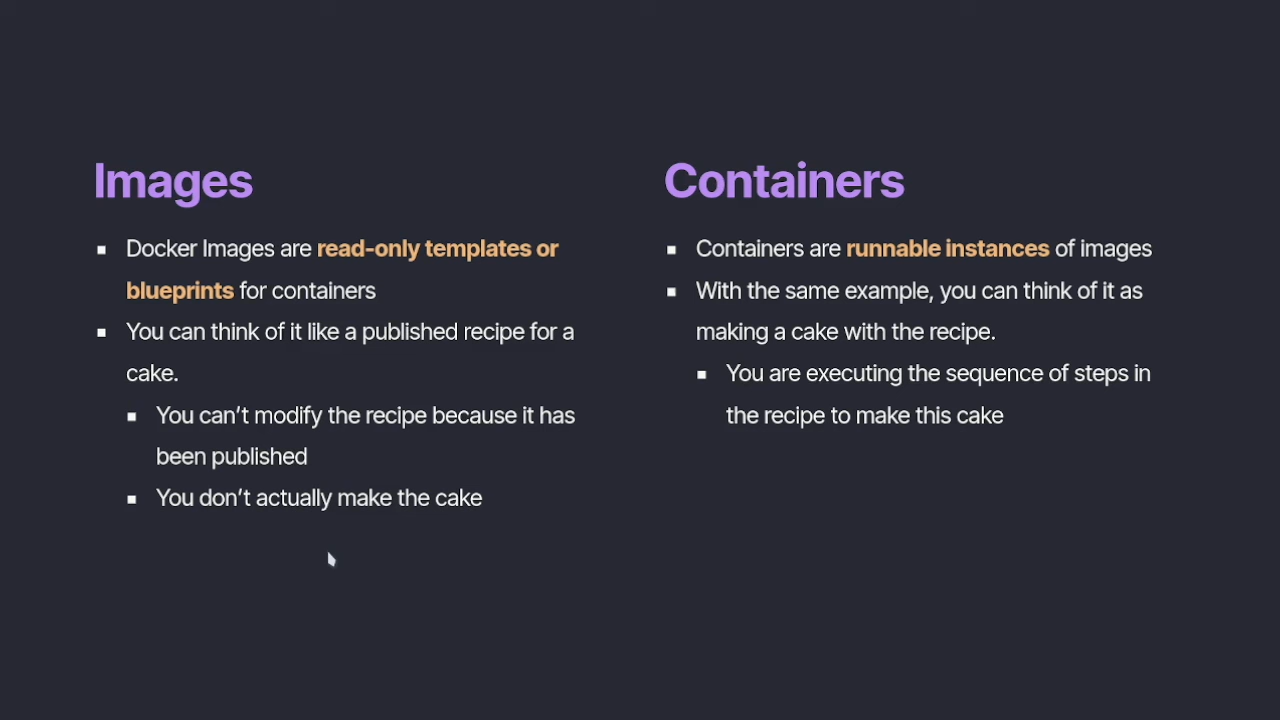 Images
Docker Images are read-only templates or
blueprints for containers
You can think of it like a published recipe for a
cake.
You can’t modify the recipe because it has
been published
You don’t actually make the cake
Containers
Containers are runnable instances of images
With the same example, you can think of it as
making a cake with the recipe.
You are executing the sequence of steps in
the recipe to make this cake